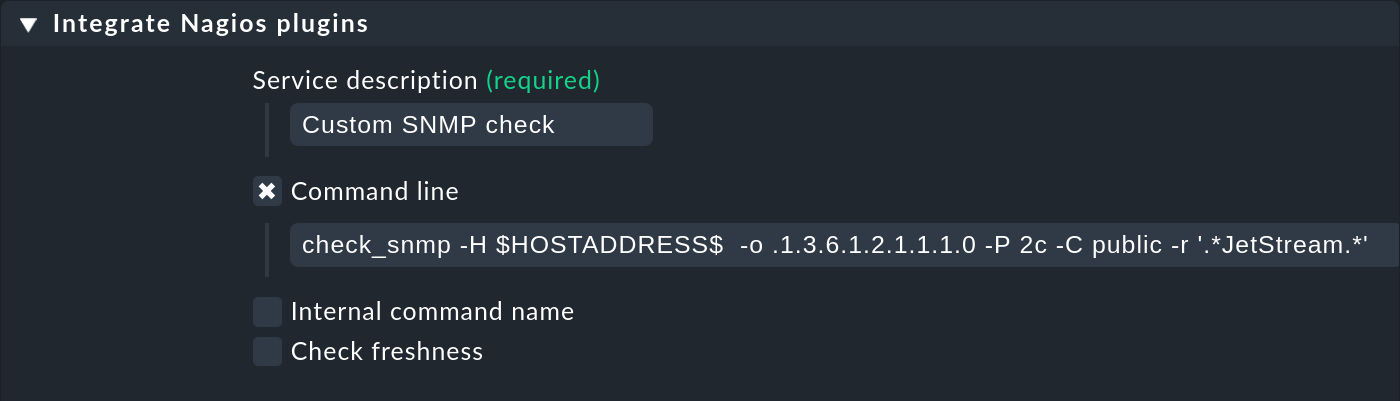 Integrate Nagios plugins
Service description (required)
Custom SNMP check
Command line
check_snmp -H $HOSTADDRESS$  -o .1.3.6.1.2.1.1.1.0 -P 2c -C public -r '.*JetStream.*'
Internal command name
Check freshness